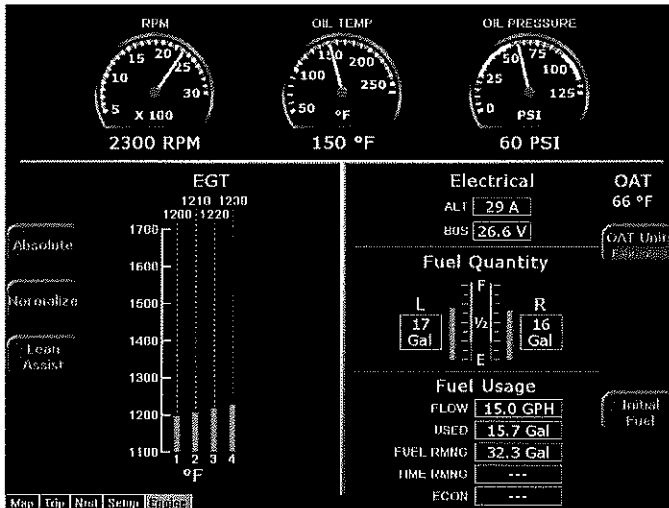 RPM
5 10 15 20 25 30
X 100
2300 RPM
OIL TEMP
50 100 150 200 250
°F
150 °F
OIL PRESSURE
0 25 50 75 100 125
PSI
60 PSI
EGT
1210 1230
1200 1220
1700
1600
1500
1400
1300
1200
1100
1 2 3 4
°F
Absolute
Normalize
Lean
Assist
Electrical
ALT 29 A
BUS 26.6 V
OAT
66 °F
OAT Units
Fuel Quantity
L
17
Gal
F
1/2
E
R
16
Gal
Fuel Usage
FLOW 15.0 GPH
USED 15.7 Gal
FUEL RMNG 32.3 Gal
TIME RMNG ---
ECON ---
Initial
Fuel
Map Trip Nrst Setup Engine